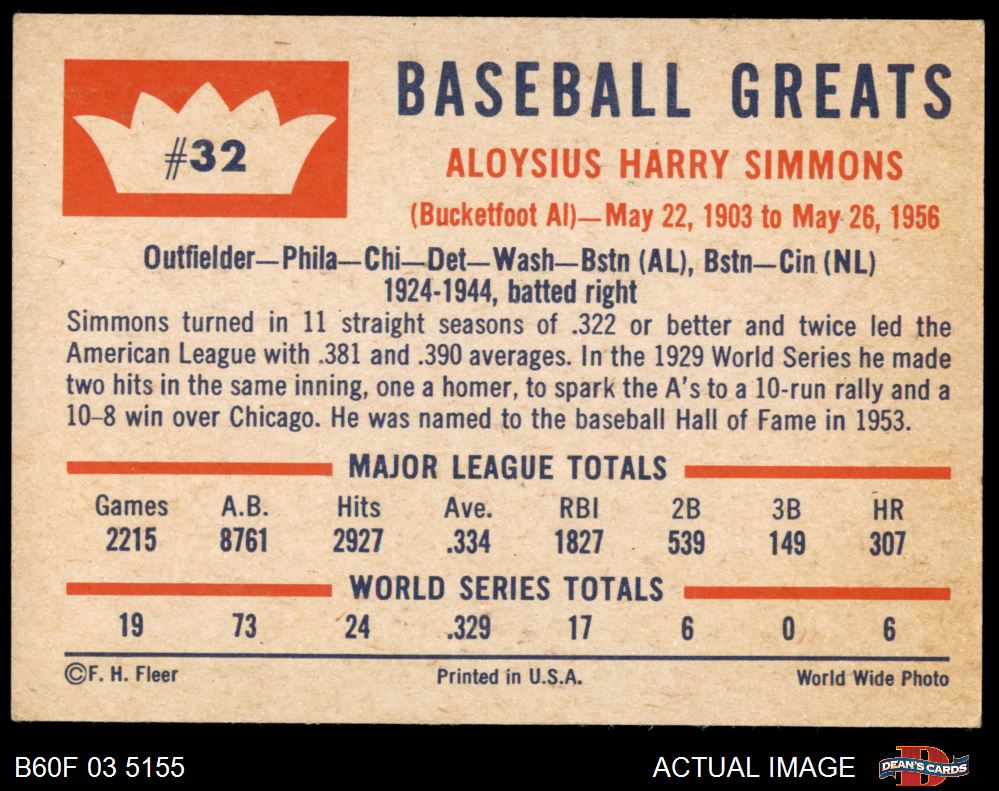 #32
BASEBALL GREATS
ALOYSIUS HARRY SIMMONS
(Bucketfoot Al)—May 22, 1903 to May 26, 1956
Outfielder—Phila—Chi—Det—Wash—Bstn (AL), Bstn—Cin (NL)
1924-1944, batted right
Simmons turned in 11 straight seasons of .322 or better and twice led the
American League with .381 and .390 averages. In the 1929 World Series he made
two hits in the same inning, one a homer, to spark the A's to a 10-run rally and a
10–8 win over Chicago. He was named to the baseball Hall of Fame in 1953.
MAJOR LEAGUE TOTALS
Games A.B. Hits Ave. RBI 2B 3B HR
2215 8761 2927 .334 1827 539 149 307
WORLD SERIES TOTALS
19 73 24 .329 17 6 0 6
©F. H. Fleer Printed in U.S.A. World Wide Photo
B60F 03 5155 ACTUAL IMAGE D DEAN'S CARDS